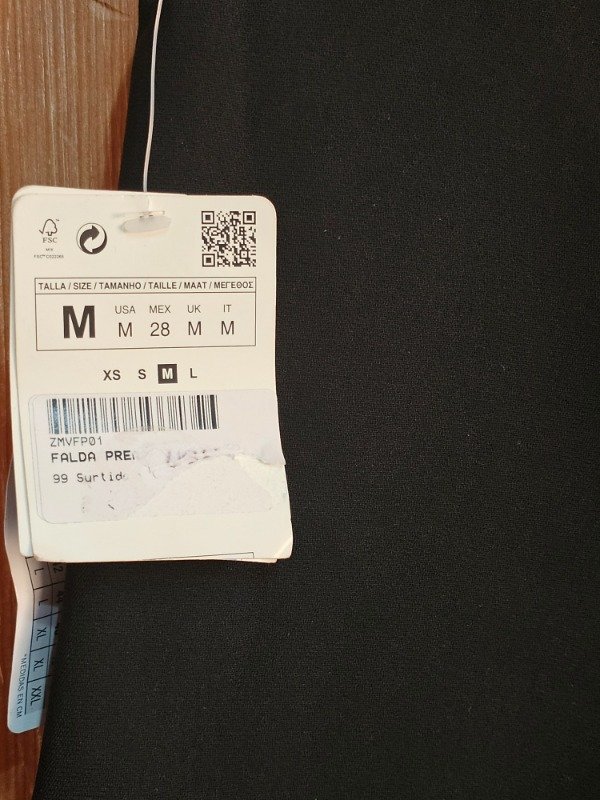 FSC
MIX
TALLA / SIZE / TAMANHO / TAILLE / MAAT / ΜΕΓΕΘΟΣ
M
USA MEX UK IT
M 28 M M
XS S M L
ZMVFP01
FALDA PRE
99 Surtid
L
L
XL
XL
XXL
*MEDIDAS EN CM